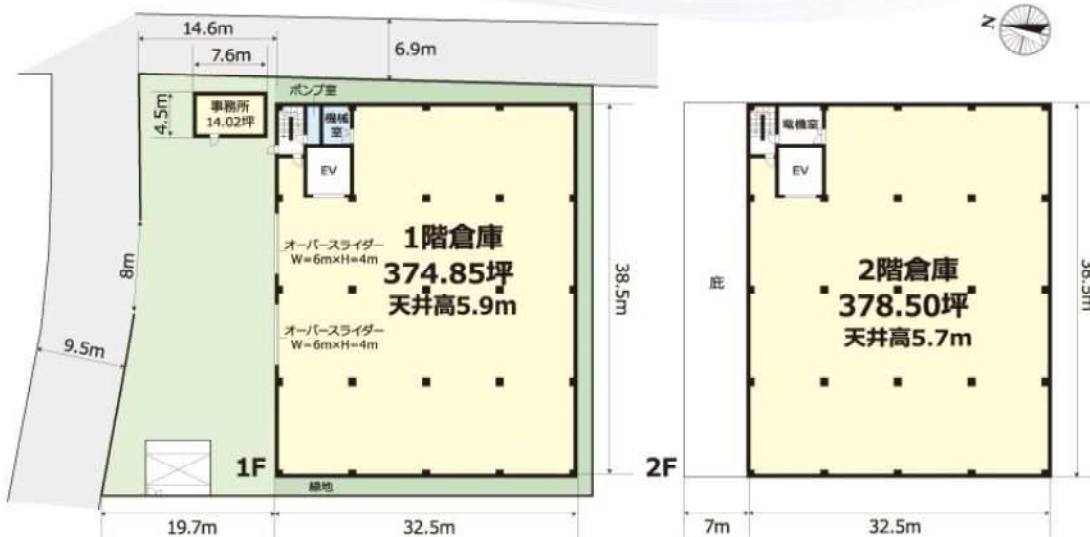 14.6m
N
7.6m
6.9m
ポンプ室
事務所
14.02坪
4.5m
機械
室
電機室
EV
EV
オーバースライダー
W=6m×H=4m
1階倉庫
374.85坪
天井高5.9m
38.5m
8m
庇
2階倉庫
378.50坪
天井高5.7m
38.5m
オーバースライダー
W=6m×H=4m
9.5m
1F
2F
緑地
19.7m
32.5m
7m
32.5m